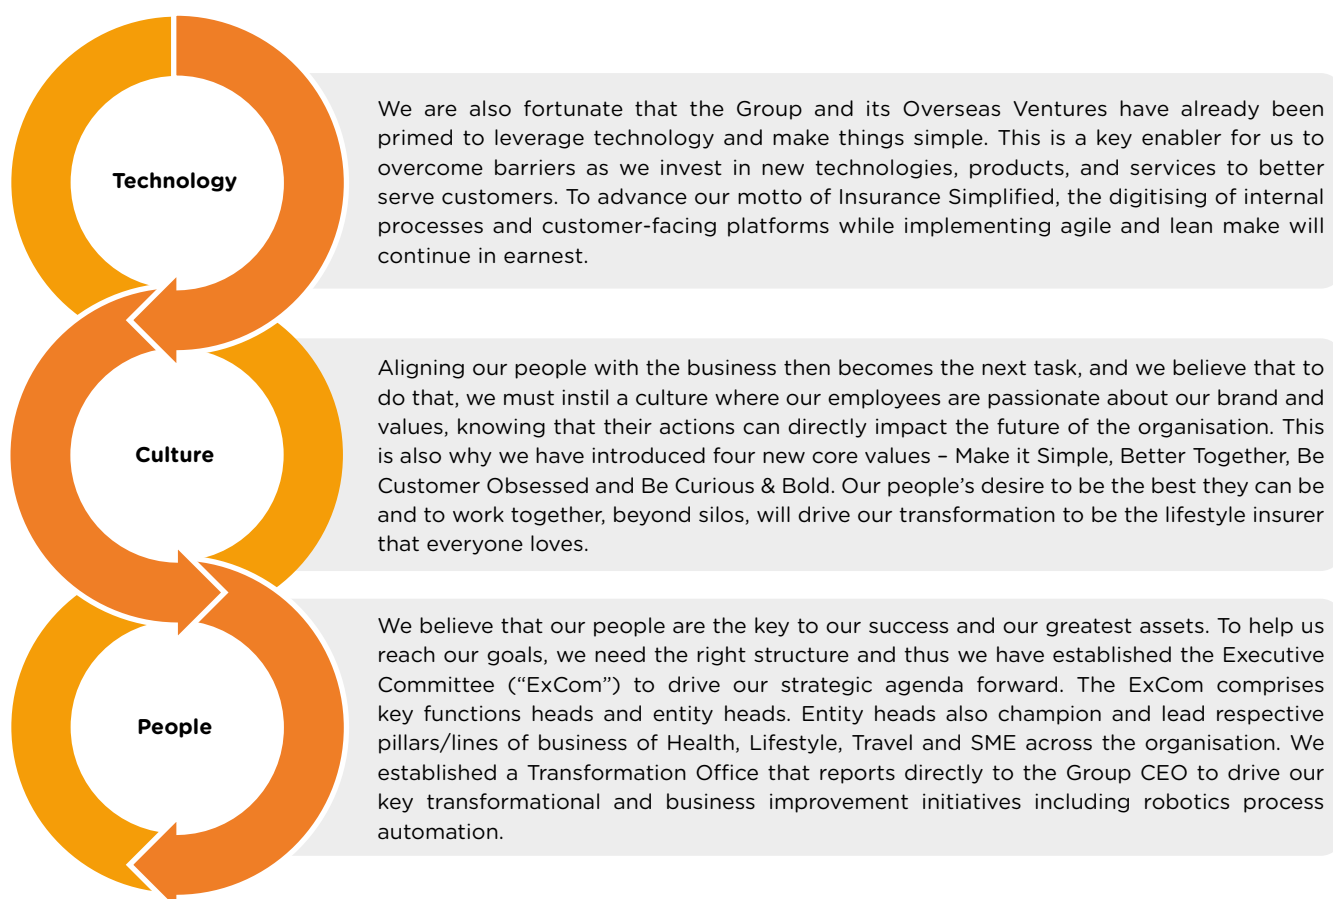 Technology
We are also fortunate that the Group and its Overseas Ventures have already been
primed to leverage technology and make things simple. This is a key enabler for us to
overcome barriers as we invest in new technologies, products, and services to better
serve customers. To advance our motto of Insurance Simplified, the digitising of internal
processes and customer-facing platforms while implementing agile and lean make will
continue in earnest.
Culture
Aligning our people with the business then becomes the next task, and we believe that to
do that, we must instil a culture where our employees are passionate about our brand and
values, knowing that their actions can directly impact the future of the organisation. This
is also why we have introduced four new core values – Make it Simple, Better Together, Be
Customer Obsessed and Be Curious & Bold. Our people’s desire to be the best they can be
and to work together, beyond silos, will drive our transformation to be the lifestyle insurer
that everyone loves.
People
We believe that our people are the key to our success and our greatest assets. To help us
reach our goals, we need the right structure and thus we have established the Executive
Committee (“ExCom”) to drive our strategic agenda forward. The ExCom comprises
key functions heads and entity heads. Entity heads also champion and lead respective
pillars/lines of business of Health, Lifestyle, Travel and SME across the organisation. We
established a Transformation Office that reports directly to the Group CEO to drive our
key transformational and business improvement initiatives including robotics process
automation.